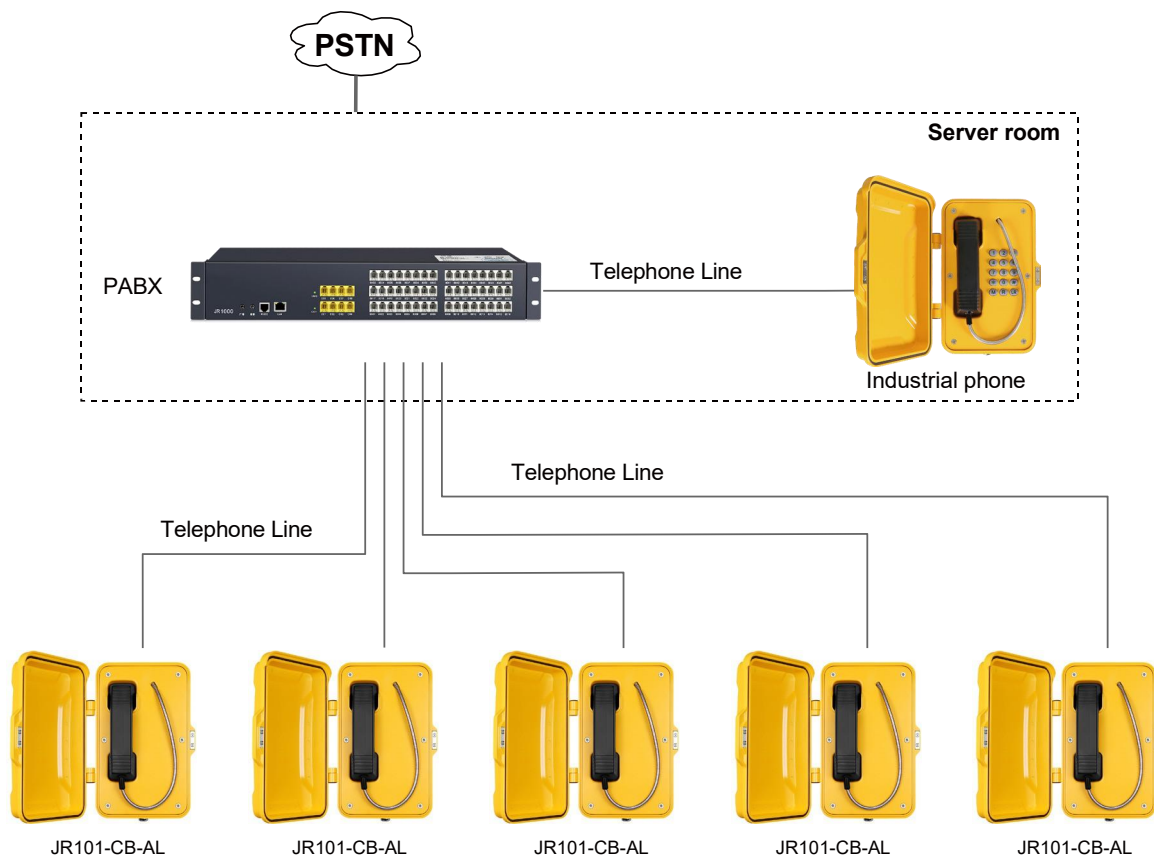 PSTN
Server room
PABX
JR1000
Telephone Line
Industrial phone
Telephone Line
Telephone Line
JR101-CB-AL
JR101-CB-AL
JR101-CB-AL
JR101-CB-AL
JR101-CB-AL